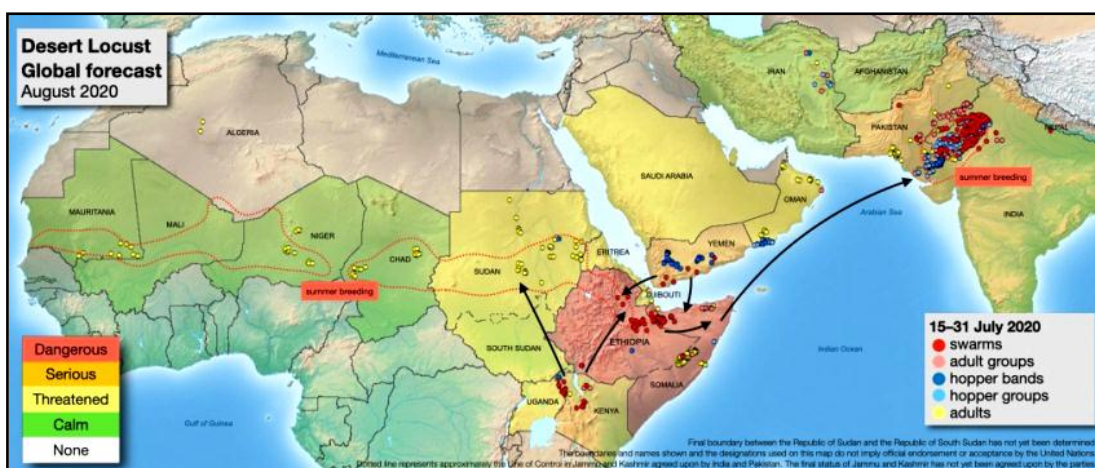 Desert Locust
Global forecast
August 2020
Mediterranean Sea
ALGERIA
MAURITANIA
MALI
NIGER
CHAD
summer breeding
SUDAN
ERITREA
SAUDI ARABIA
YEMEN
OMAN
DJIBOUTI
ETHIOPIA
SOUTH SUDAN
UGANDA
KENYA
SOMALIA
IRAN
AFGHANISTAN
PAKISTAN
NEPAL
INDIA
summer breeding
Arabian Sea
Indian Ocean
Gulf of Guinea
Dangerous
Serious
Threatened
Calm
None
15–31 July 2020
swarms
adult groups
hopper bands
hopper groups
adults
Final boundary between the Republic of Sudan and the Republic of South Sudan has not yet been determined
The boundaries and names shown and the designations used on this map do not imply official endorsement or acceptance by the United Nations
Dotted line represents approximately the Line of Control in Jammu and Kashmir agreed upon by India and Pakistan. The final status of Jammu and Kashmir has not yet been agreed upon by the parties